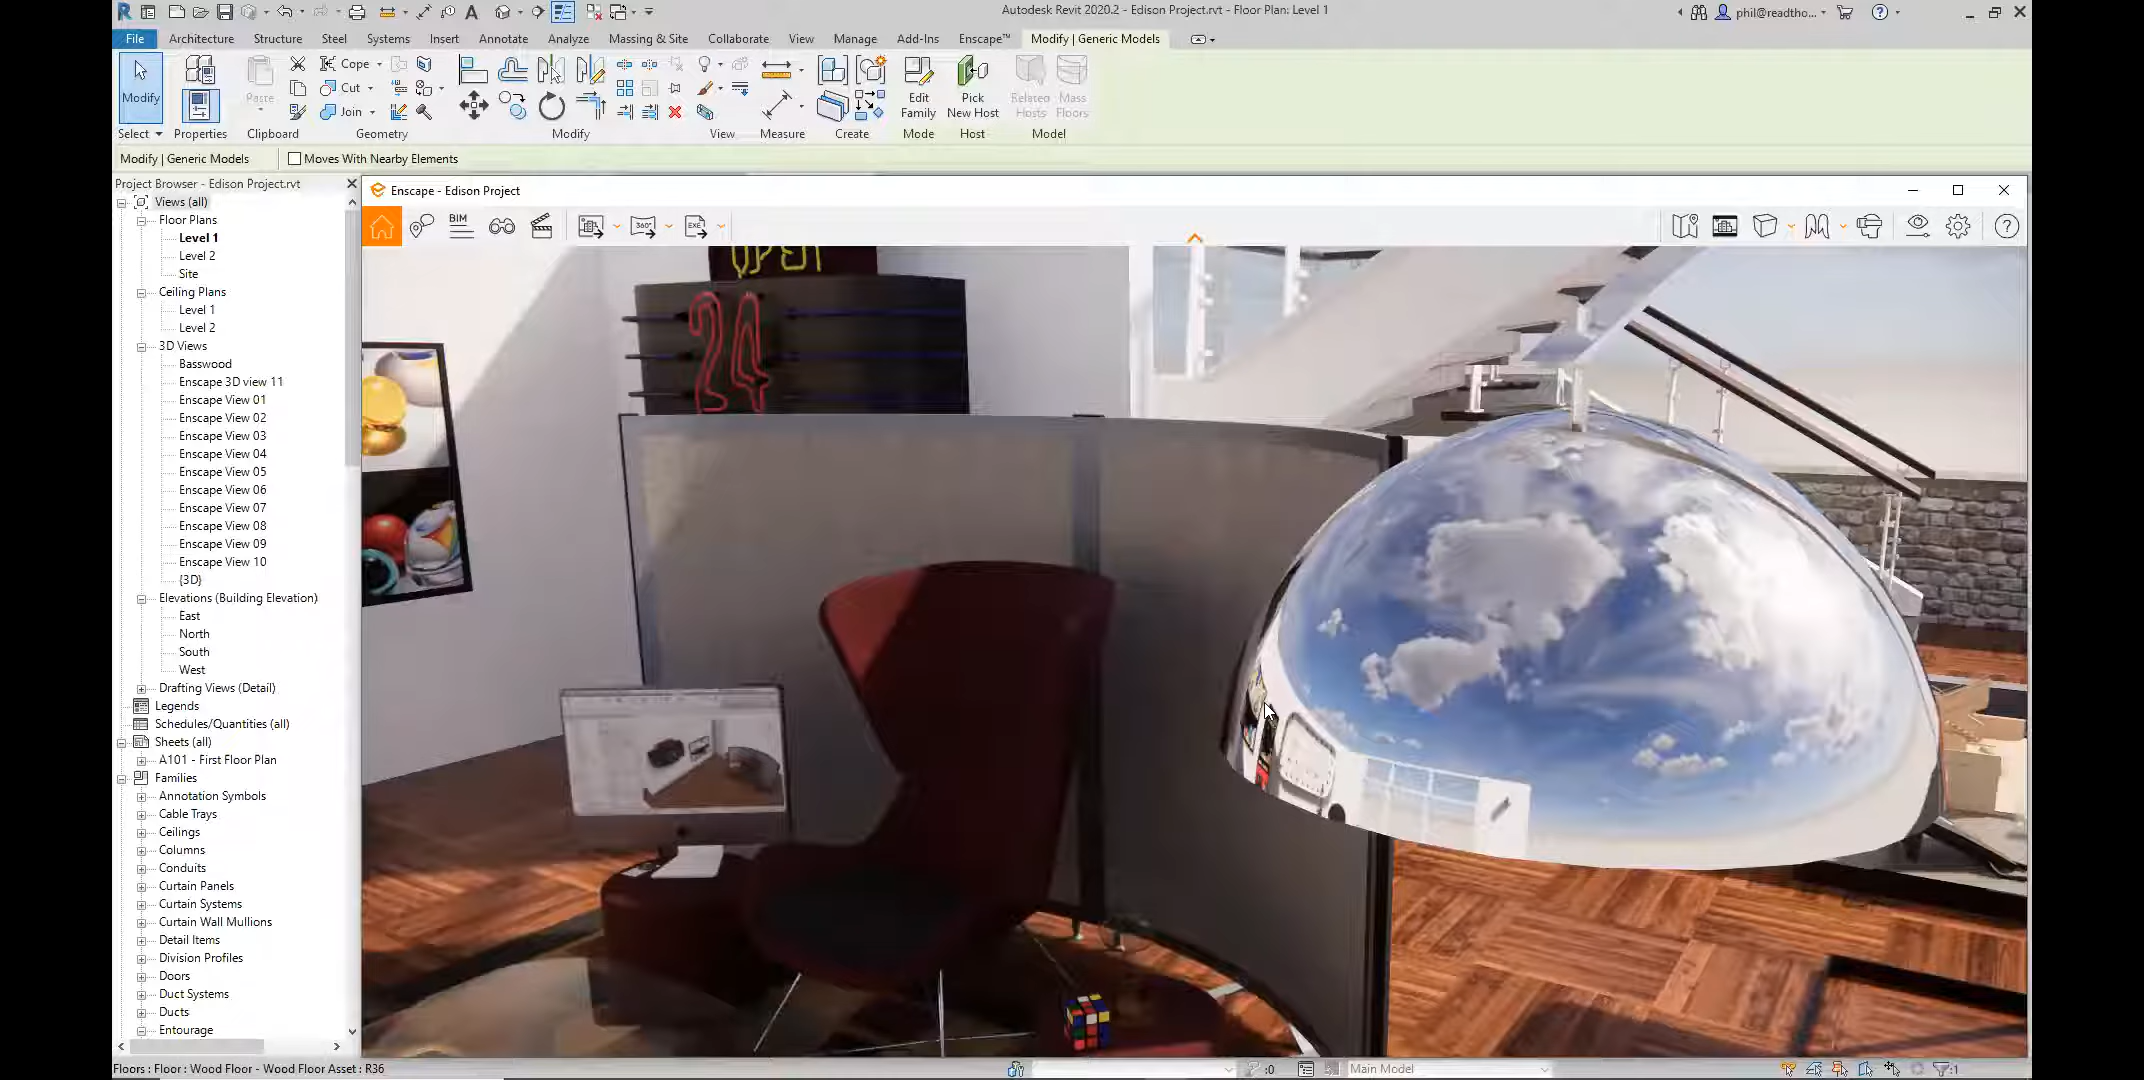 Autodesk Revit 2020.2 - Edison Project.rvt - Floor Plan: Level 1
phil@readtho...
File Architecture Structure Steel Systems Insert Annotate Analyze Massing & Site Collaborate View Manage Add-Ins Enscape™ Modify | Generic Models
Modify
Paste
Cope
Cut
Join
Edit Family
Pick New Host
Related Hosts
Mass Floors
Select Properties Clipboard Geometry Modify View Measure Create Mode Host Model
Modify | Generic Models Moves With Nearby Elements
Project Browser - Edison Project.rvt
Enscape - Edison Project
BIM
360°
EXE
Views (all)
Floor Plans
Level 1
Level 2
Site
Ceiling Plans
Level 1
Level 2
3D Views
Basswood
Enscape 3D view 11
Enscape View 01
Enscape View 02
Enscape View 03
Enscape View 04
Enscape View 05
Enscape View 06
Enscape View 07
Enscape View 08
Enscape View 09
Enscape View 10
{3D}
Elevations (Building Elevation)
East
North
South
West
Drafting Views (Detail)
Legends
Schedules/Quantities (all)
Sheets (all)
A101 - First Floor Plan
Families
Annotation Symbols
Cable Trays
Ceilings
Columns
Conduits
Curtain Panels
Curtain Systems
Curtain Wall Mullions
Detail Items
Division Profiles
Doors
Duct Systems
Ducts
Entourage
OPEN
24
Floors : Floor : Wood Floor - Wood Floor Asset : R36
:0
Main Model
:1